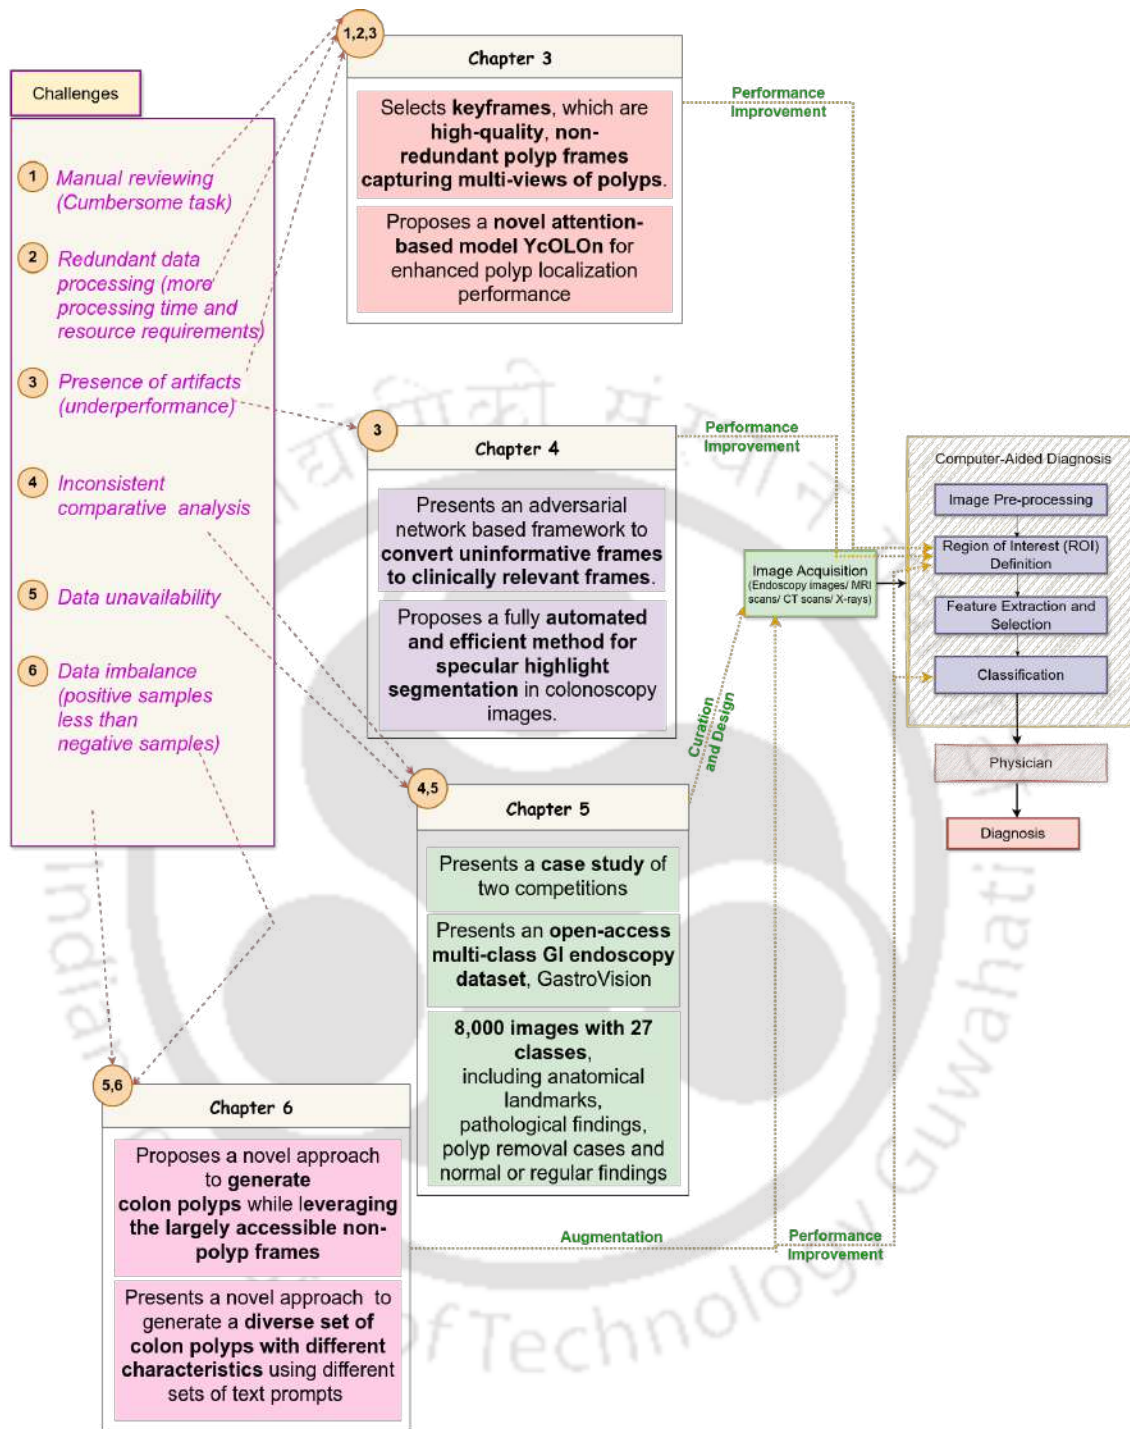 Challenges
1
Manual reviewing
(Cumbersome task)
2
Redundant data
processing (more
processing time and
resource requirements)
3
Presence of artifacts
(underperformance)
4
Inconsistent
comparative analysis
5
Data unavailability
6
Data imbalance
(positive samples
less than
negative samples)
1,2,3
Chapter 3
Selects keyframes, which are
high-quality, non-
redundant polyp frames
capturing multi-views of polyps.
Proposes a novel attention-
based model YcOLOn for
enhanced polyp localization
performance
Performance
Improvement
3
Chapter 4
Presents an adversarial
network based framework to
convert uninformative frames
to clinically relevant frames.
Proposes a fully automated
and efficient method for
specular highlight
segmentation in colonoscopy
images.
Performance
Improvement
4,5
Chapter 5
Presents a case study of
two competitions
Presents an open-access
multi-class GI endoscopy
dataset, GastroVision
8,000 images with 27
classes,
including anatomical
landmarks,
pathological findings,
polyp removal cases and
normal or regular findings
Curation
and Design
5,6
Chapter 6
Proposes a novel approach
to generate
colon polyps while leveraging
the largely accessible non-
polyp frames
Presents a novel approach to
generate a diverse set of
colon polyps with different
characteristics using different
sets of text prompts
Augmentation
Performance
Improvement
Image Acquisition
(Endoscopy images/ MRI
scans/ CT scans/ X-rays)
Computer-Aided Diagnosis
Image Pre-processing
Region of Interest (ROI)
Definition
Feature Extraction and
Selection
Classification
Physician
Diagnosis
of Technology Guwahati